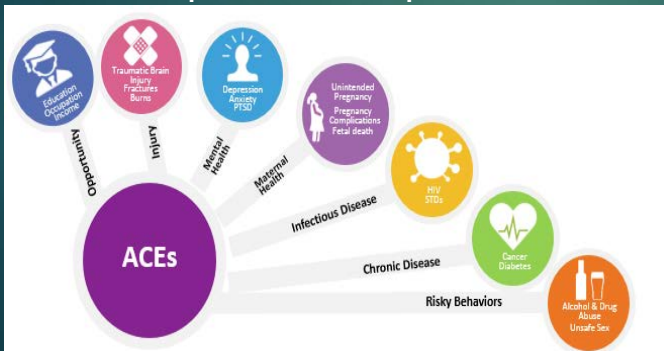 Education
Occupation
Income
Traumatic Brain
Injury
Fractures
Burns
Depression
Anxiety
PTSD
Unintended
Pregnancy
Pregnancy
Complications
Fetal death
HIV
STDs
Cancer
Diabetes
Alcohol & Drug
Abuse
Unsafe Sex
Opportunity
Injury
Mental
Health
Maternal
Health
Infectious Disease
Chronic Disease
Risky Behaviors
ACEs